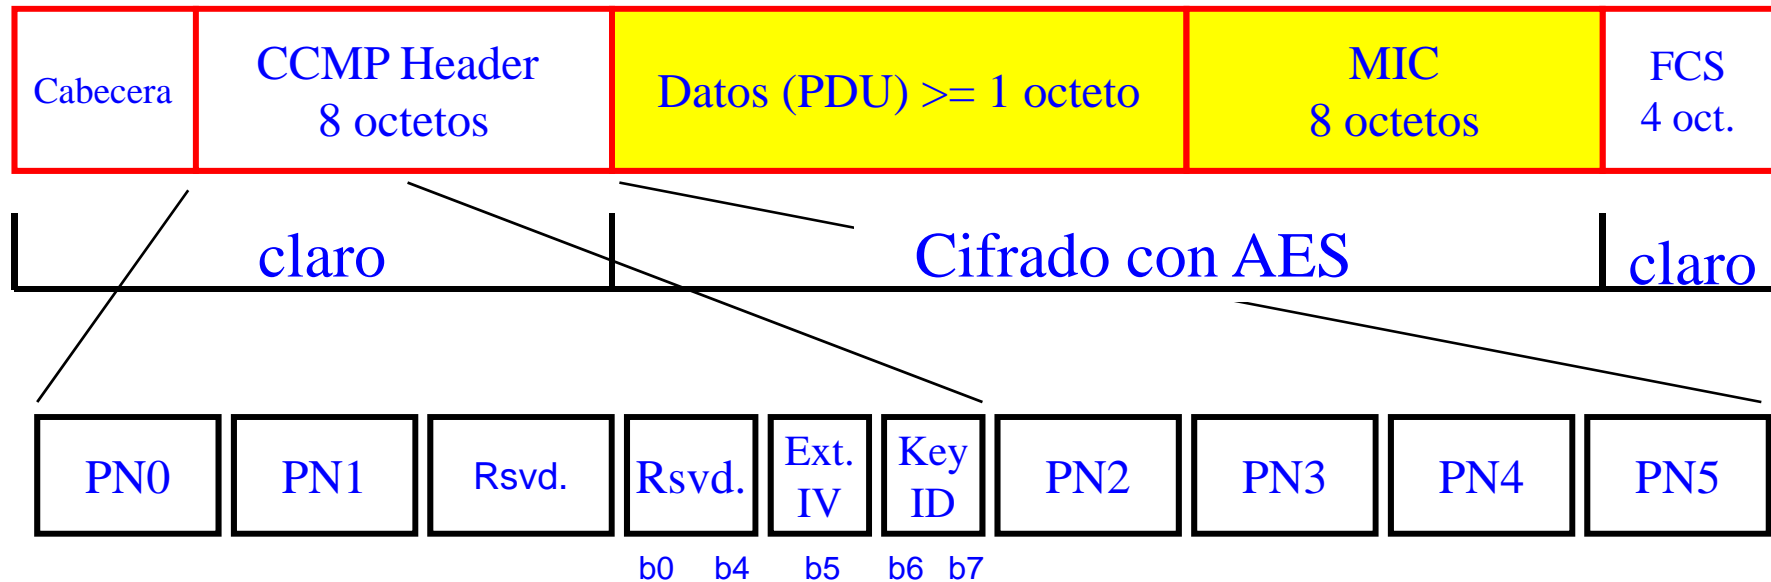 Cabecera
CCMP Header
8 octetos
Datos (PDU) >= 1 octeto
MIC
8 octetos
FCS
4 oct.
claro
Cifrado con AES
claro
PN0
PN1
Rsvd.
Rsvd.
Ext.
IV
Key
ID
PN2
PN3
PN4
PN5
b0 b4 b5 b6 b7